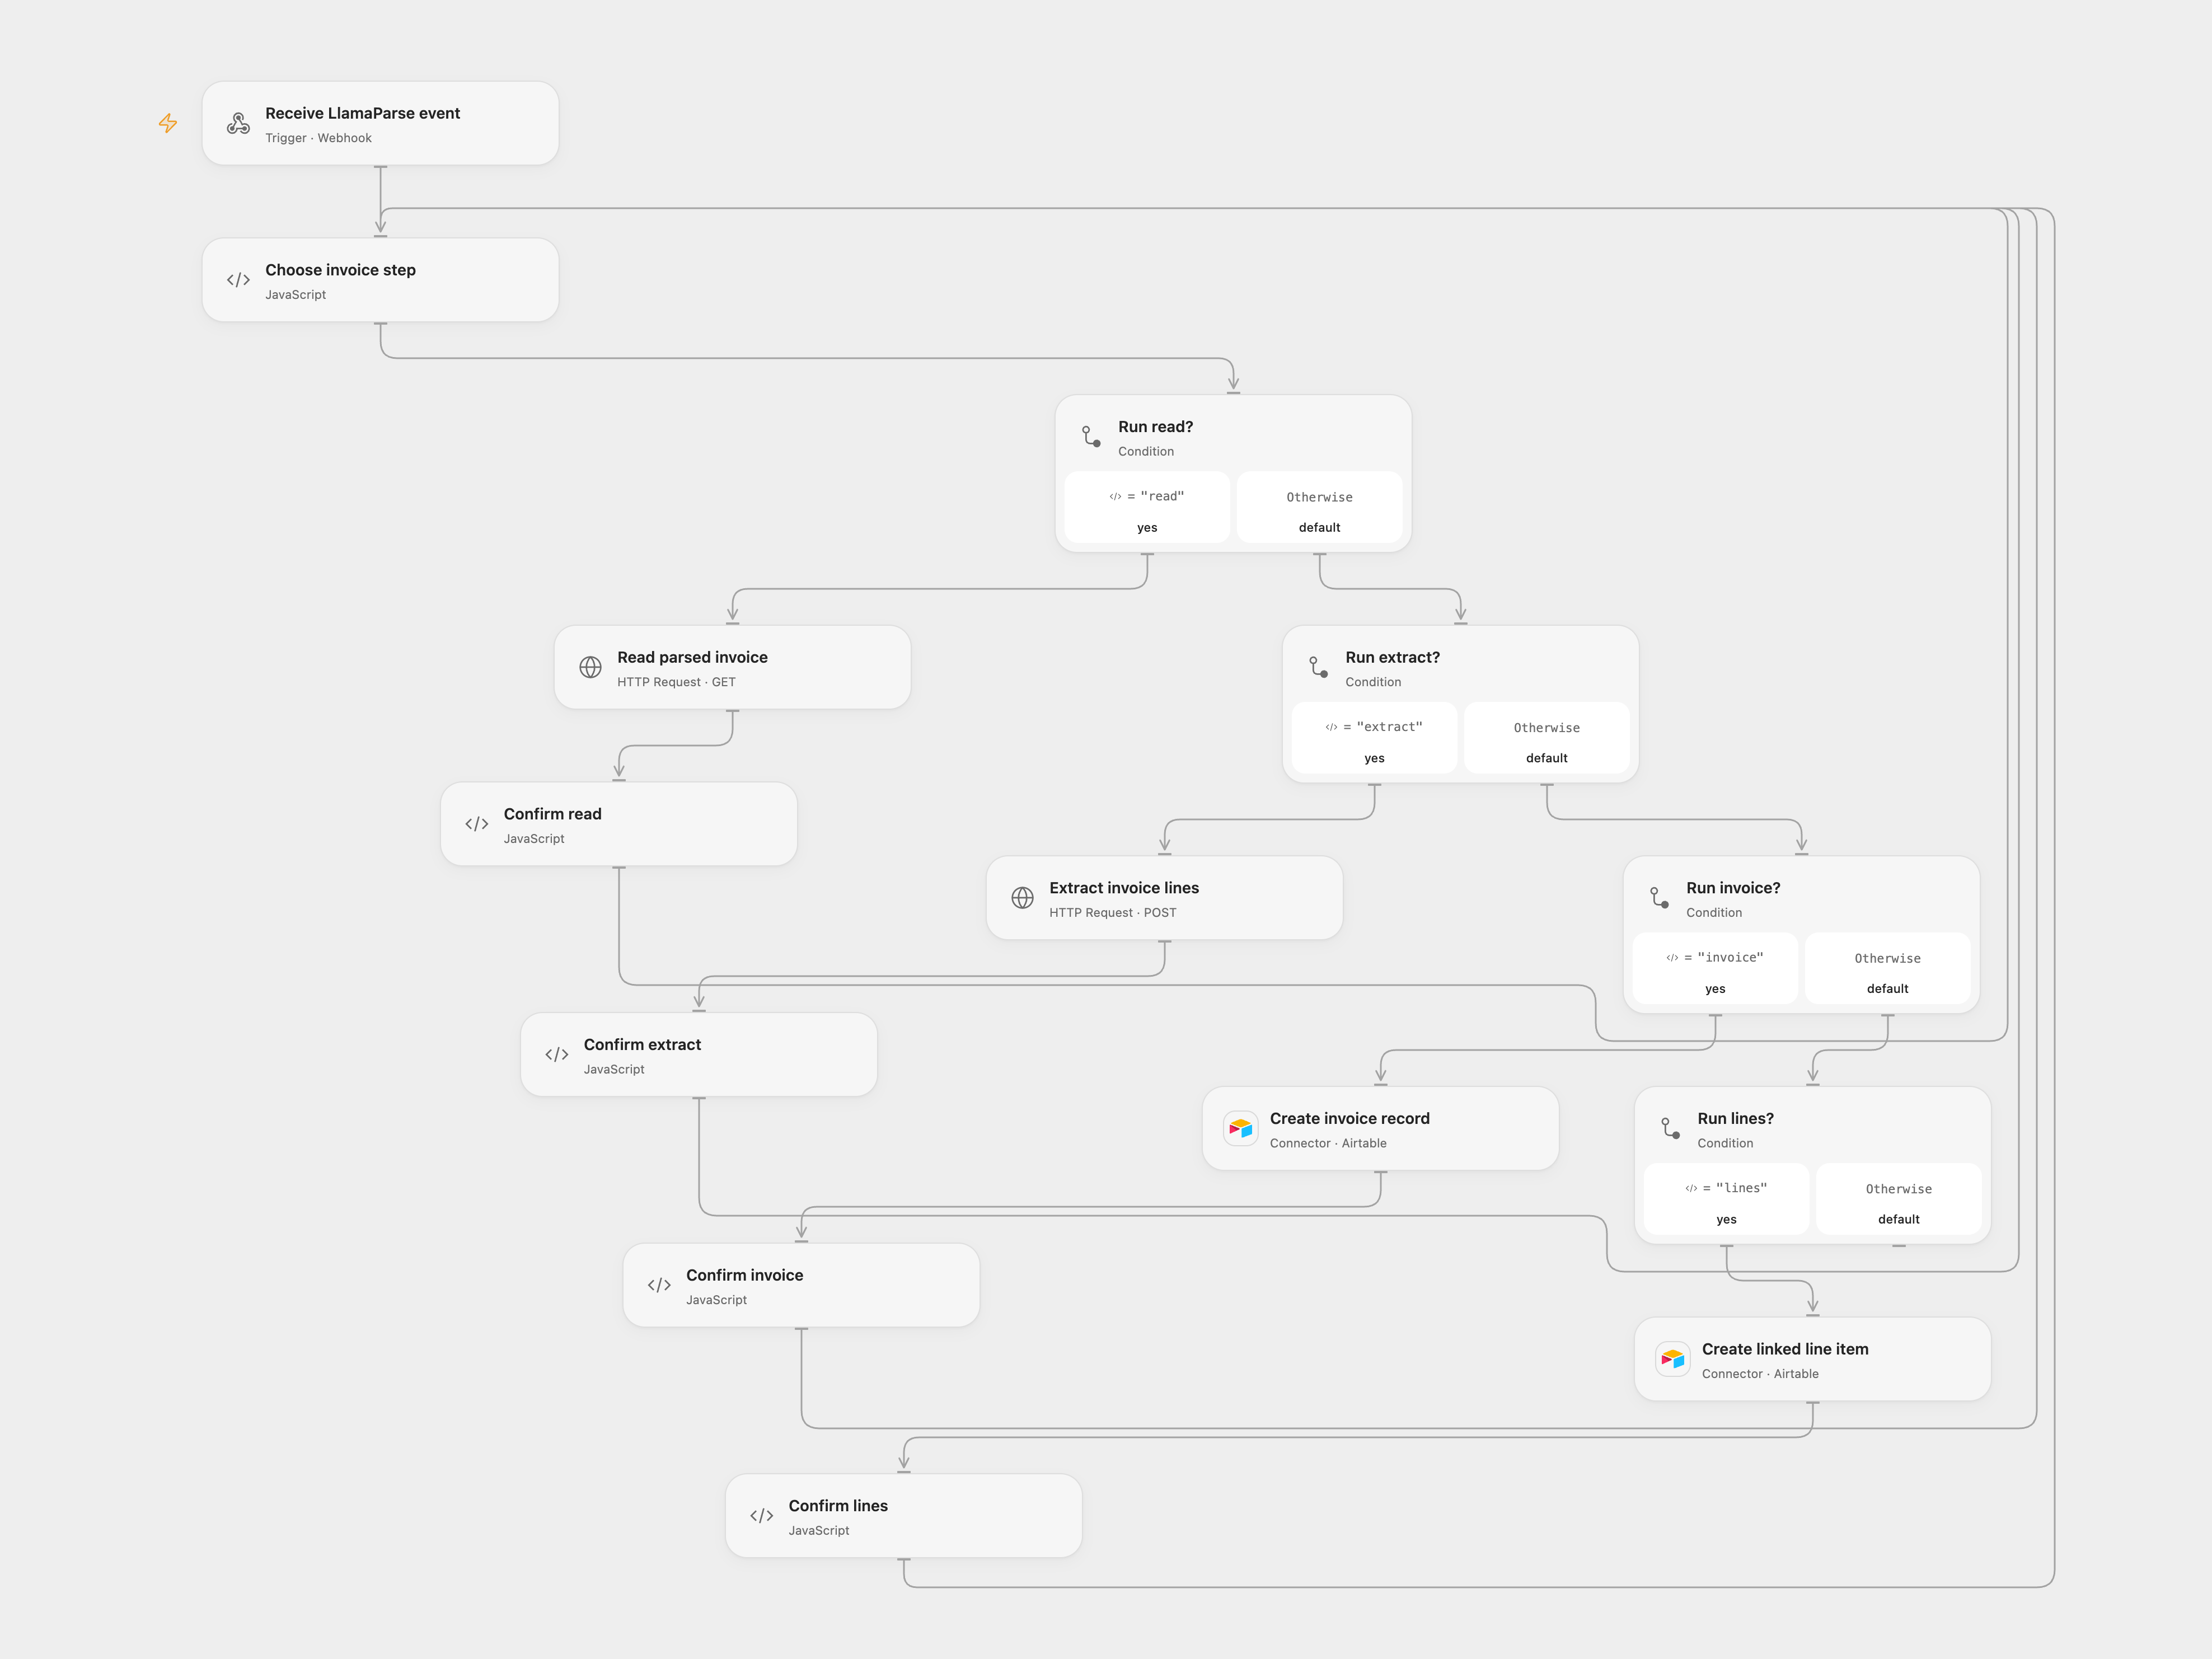 Receive LlamaParse event
Trigger · Webhook
Choose invoice step
JavaScript
Run read?
Condition
</> = "read"
yes
Otherwise
default
Read parsed invoice
HTTP Request · GET
Run extract?
Condition
</> = "extract"
yes
Otherwise
default
Confirm read
JavaScript
Extract invoice lines
HTTP Request · POST
Run invoice?
Condition
</> = "invoice"
yes
Otherwise
default
Confirm extract
JavaScript
Create invoice record
Connector · Airtable
Run lines?
Condition
</> = "lines"
yes
Otherwise
default
Confirm invoice
JavaScript
Create linked line item
Connector · Airtable
Confirm lines
JavaScript